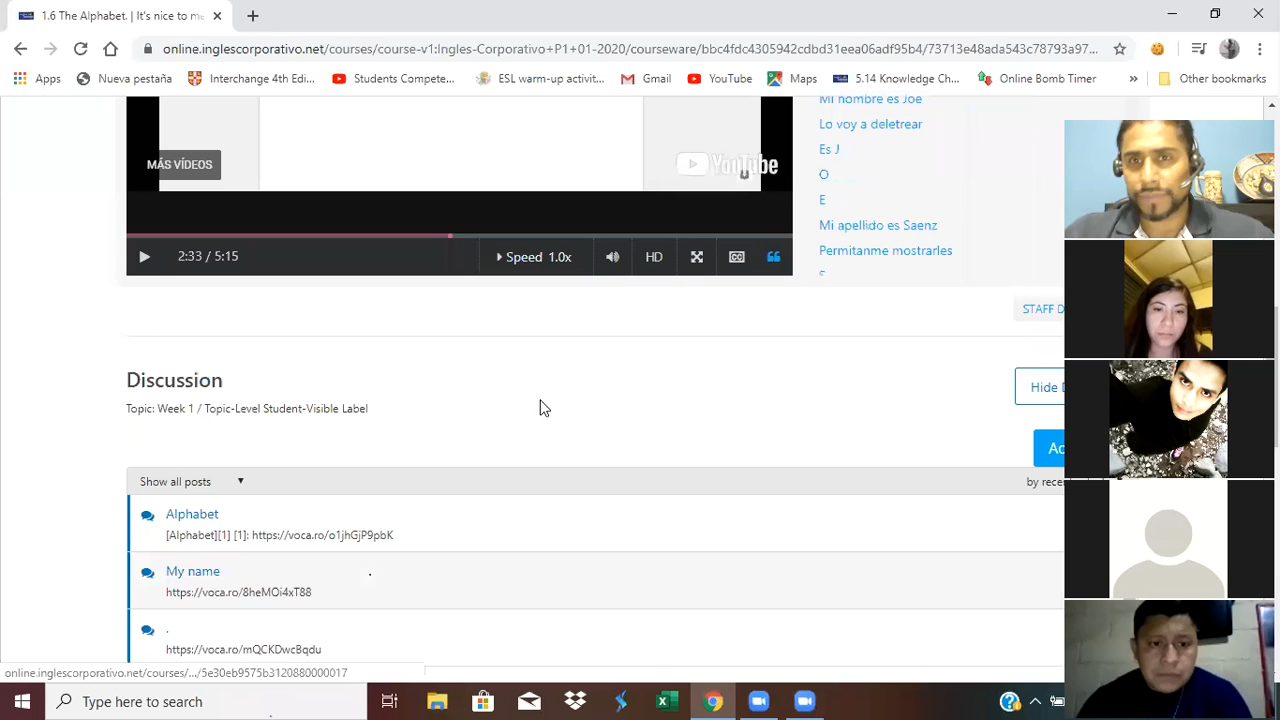 1.6 The Alphabet. | It's nice to me
online.inglescorporativo.net/courses/course-v1:Ingles-Corporativo+P1+01-2020/courseware/bbc4fdc4305942cdbd31eea06adf95b4/73713e48ada543c78793a97...
Apps Nueva pestaña Interchange 4th Edi... Students Compete... ESL warm-up activit... Gmail YouTube Maps 5.14 Knowledge Ch... Online Bomb Timer » Other bookmarks
Mi nombre es Joe
Lo voy a deletrear
Es J
O
E
Mi apellido es Saenz
Permitanme mostrarles
MÁS VÍDEOS
YouTube
2:33 / 5:15 Speed 1.0x HD
STAFF D
Discussion
Hide D
Topic: Week 1 / Topic-Level Student-Visible Label
Ad
Show all posts by rece
Alphabet
[Alphabet][1] [1]: https://voca.ro/o1jhGjP9pbK
My name
https://voca.ro/8heMOi4xT88
.
https://voca.ro/mQCKDwcBqdu
online.inglescorporativo.net/courses/.../5e30eb9575b3120880000017
Type here to search